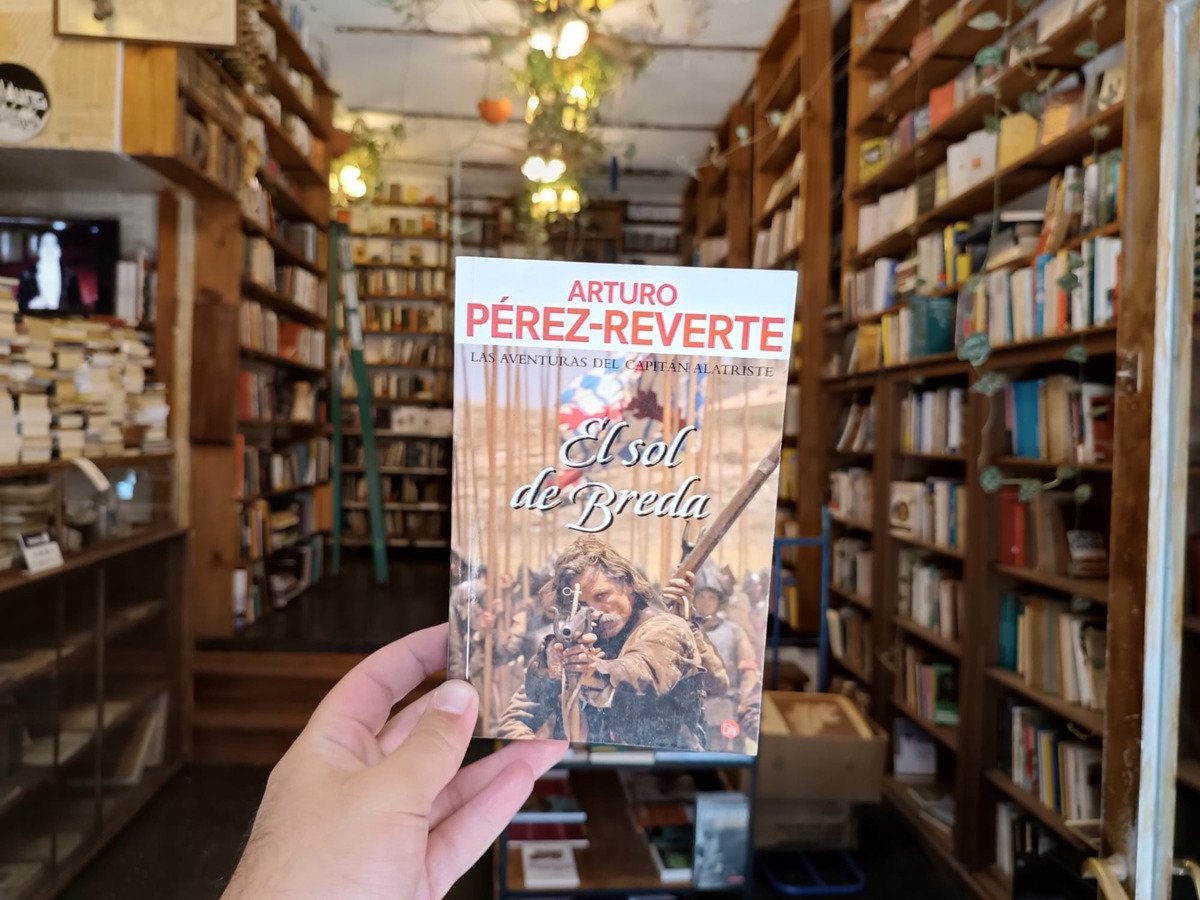 ARTURO
PÉREZ-REVERTE
LAS AVENTURAS DEL CAPITÁN ALATRISTE
El sol
de Breda